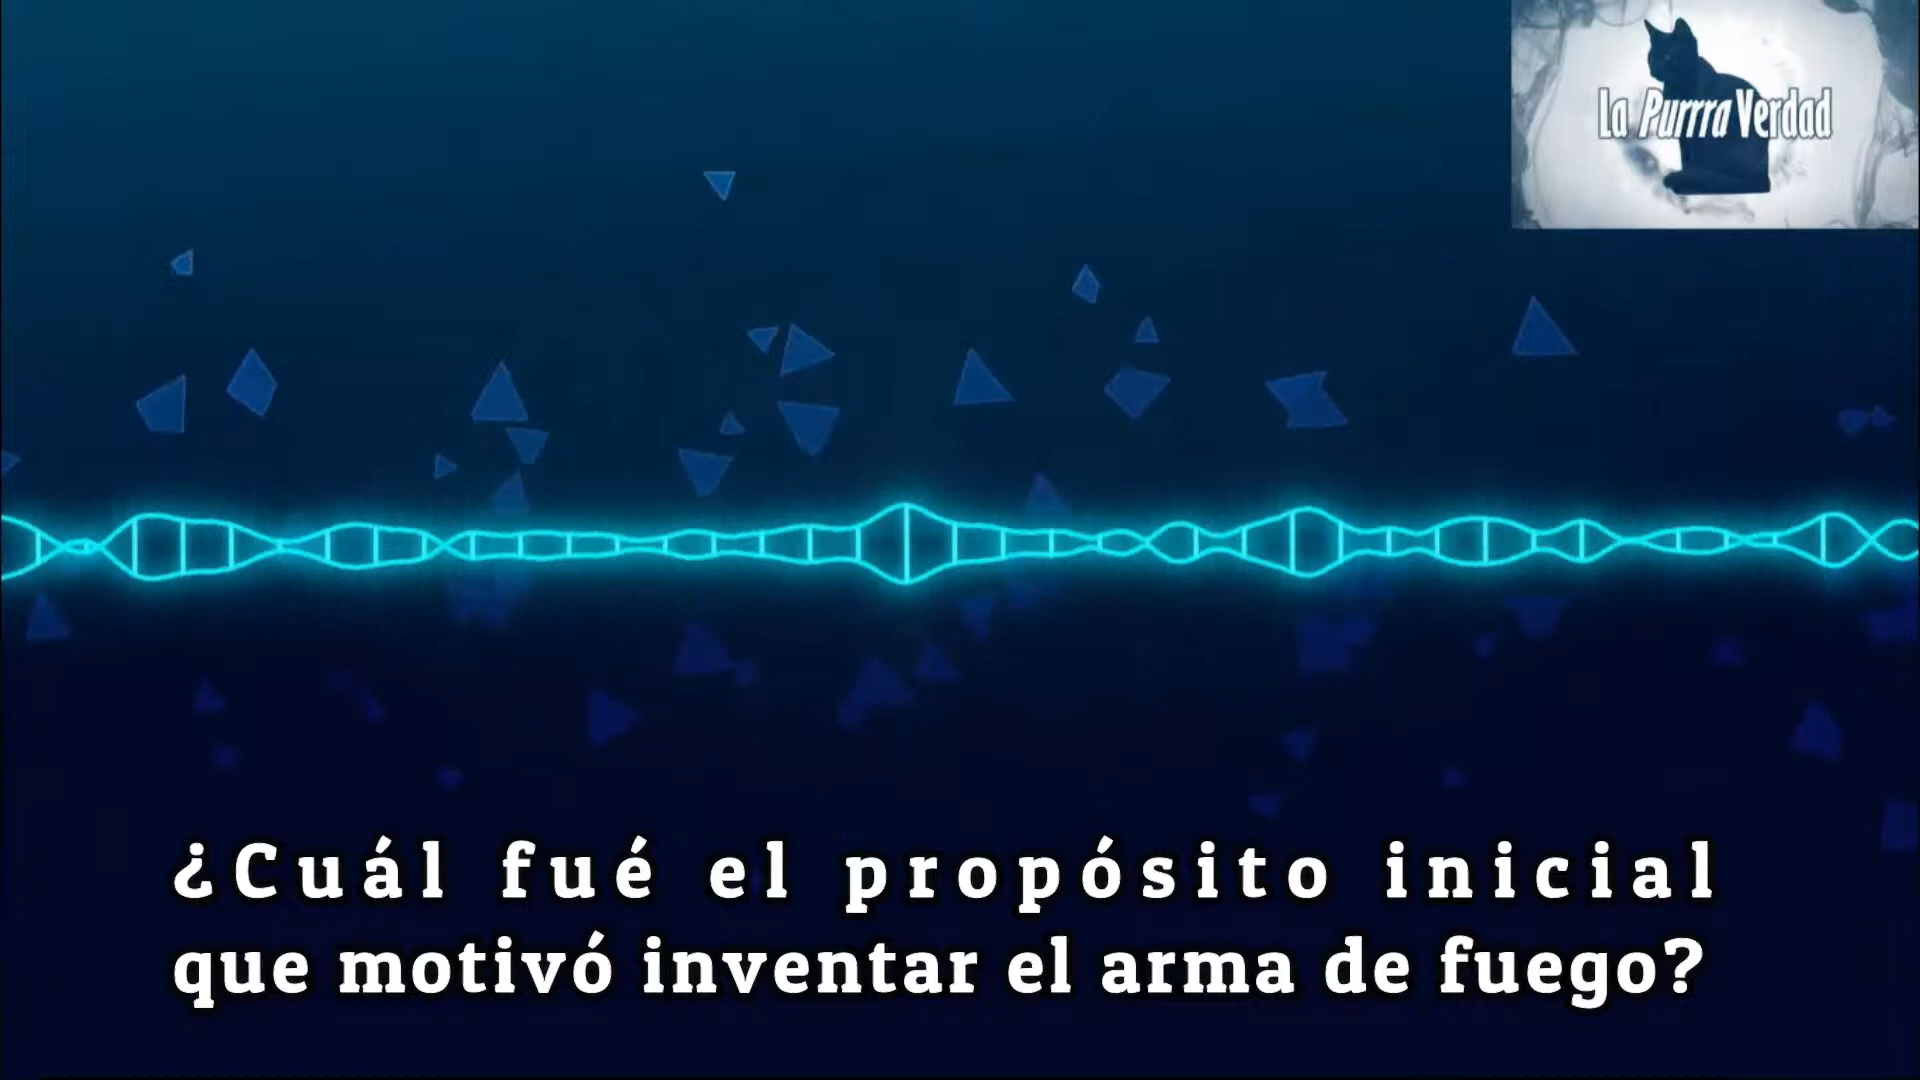 La Purrra Verdad
¿Cuál fué el propósito inicial
que motivó inventar el arma de fuego?